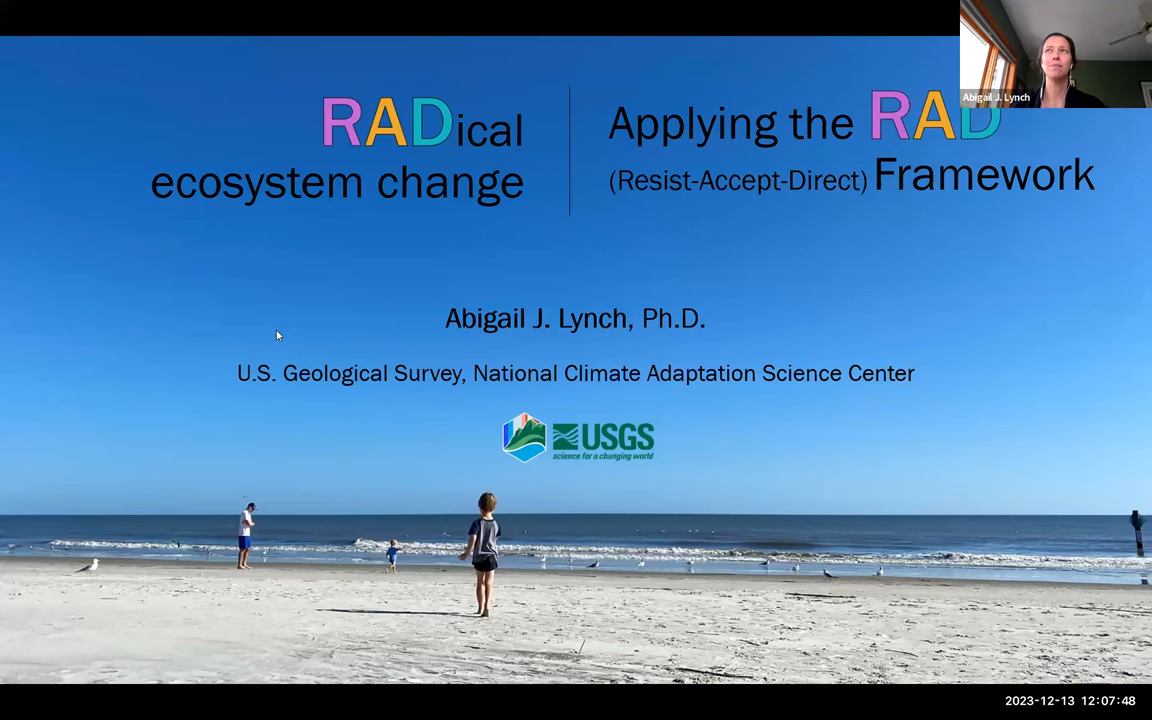 RADical
ecosystem change
Applying the RAD
(Resist-Accept-Direct) Framework
Abigail J. Lynch
Abigail J. Lynch, Ph.D.
U.S. Geological Survey, National Climate Adaptation Science Center
USGS
science for a changing world
2023-12-13 12:07:48